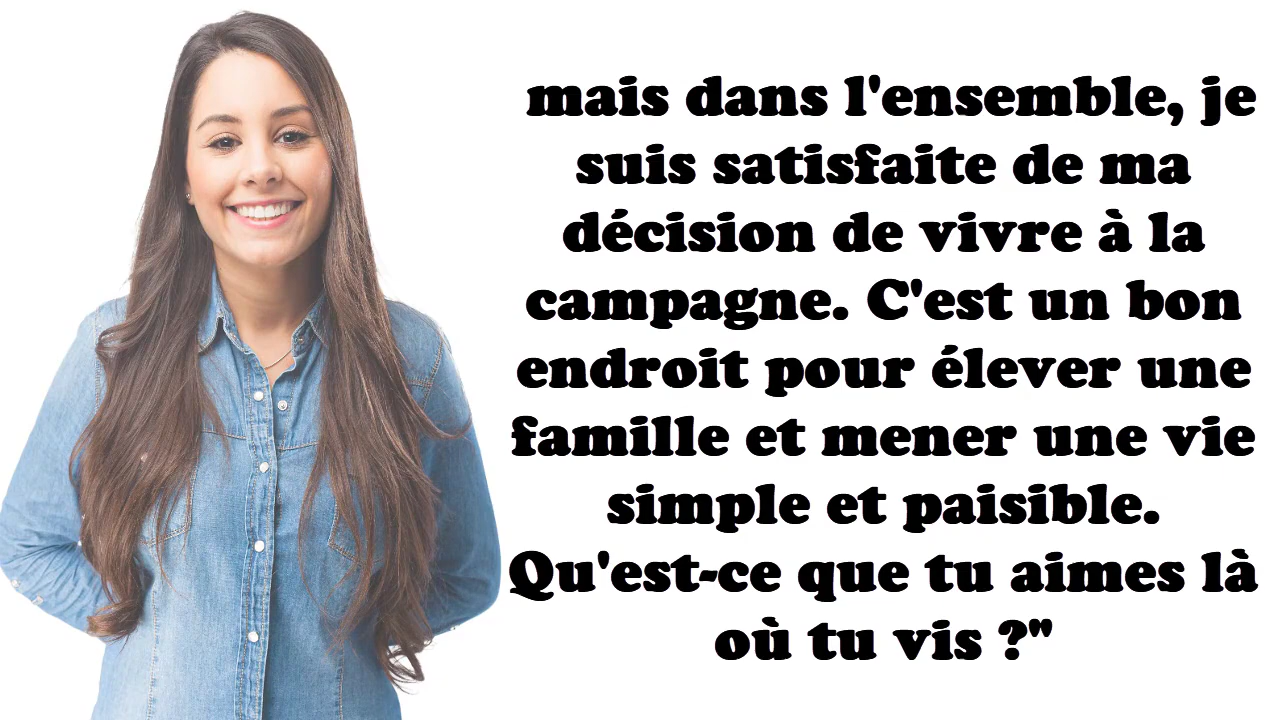 mais dans l'ensemble, je
suis satisfaite de ma
décision de vivre à la
campagne. C'est un bon
endroit pour élever une
famille et mener une vie
simple et paisible.
Qu'est-ce que tu aimes là
où tu vis ?"